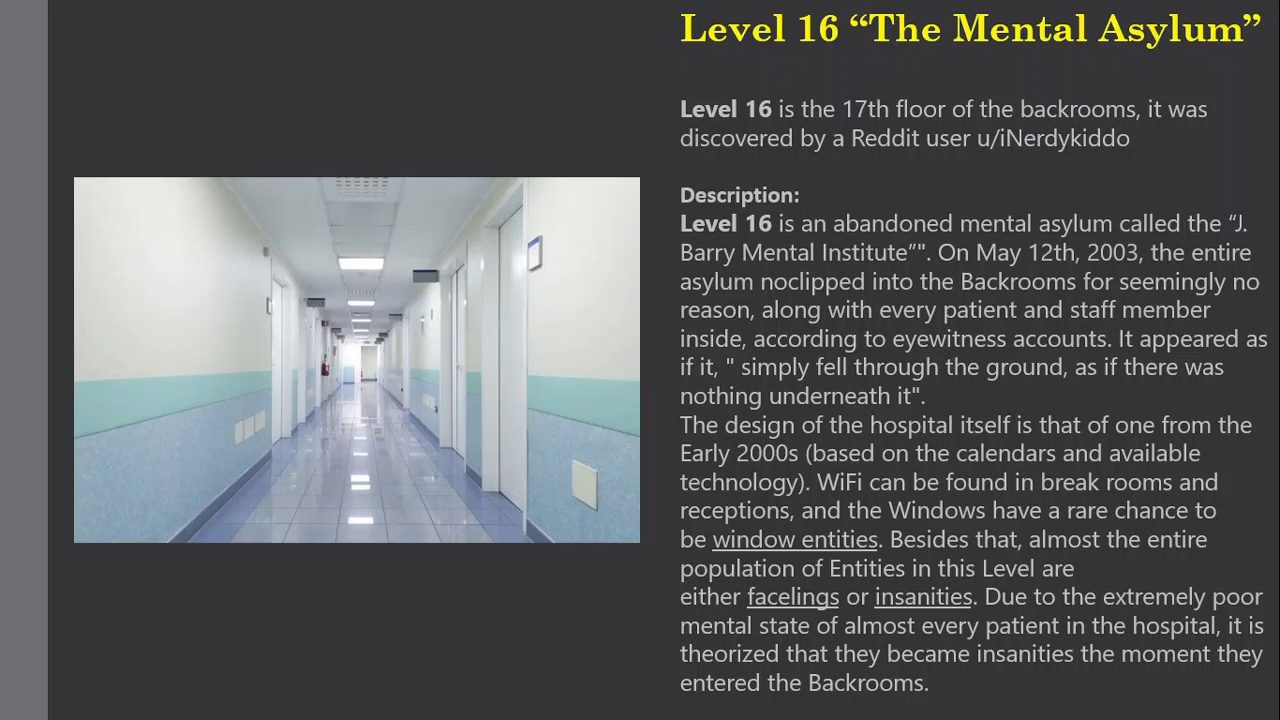 Level 16 “The Mental Asylum”
Level 16 is the 17th floor of the backrooms, it was
discovered by a Reddit user u/iNerdykiddo
Description:
Level 16 is an abandoned mental asylum called the “J.
Barry Mental Institute”". On May 12th, 2003, the entire
asylum noclipped into the Backrooms for seemingly no
reason, along with every patient and staff member
inside, according to eyewitness accounts. It appeared as
if it, " simply fell through the ground, as if there was
nothing underneath it".
The design of the hospital itself is that of one from the
Early 2000s (based on the calendars and available
technology). WiFi can be found in break rooms and
receptions, and the Windows have a rare chance to
be window entities. Besides that, almost the entire
population of Entities in this Level are
either facelings or insanities. Due to the extremely poor
mental state of almost every patient in the hospital, it is
theorized that they became insanities the moment they
entered the Backrooms.